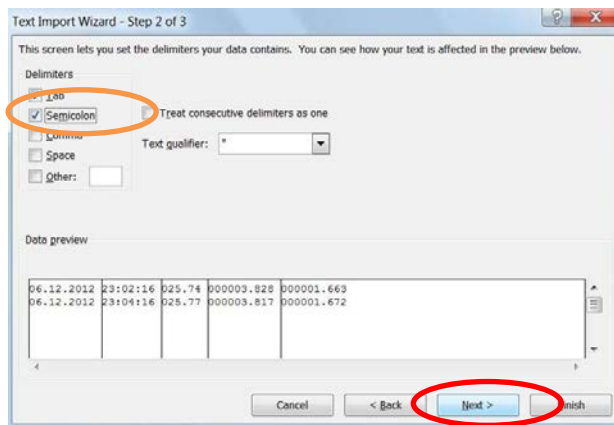 Text Import Wizard - Step 2 of 3
This screen lets you set the delimiters your data contains. You can see how your text is affected in the preview below.
Delimiters
Tab
Semicolon
Treat consecutive delimiters as one
Comma
Text qualifier: "
Space
Other:
Data preview
06.12.2012 23:02:16 025.74 000003.828 000001.663
06.12.2012 23:04:16 025.77 000003.817 000001.672
Cancel < Back Next > Finish